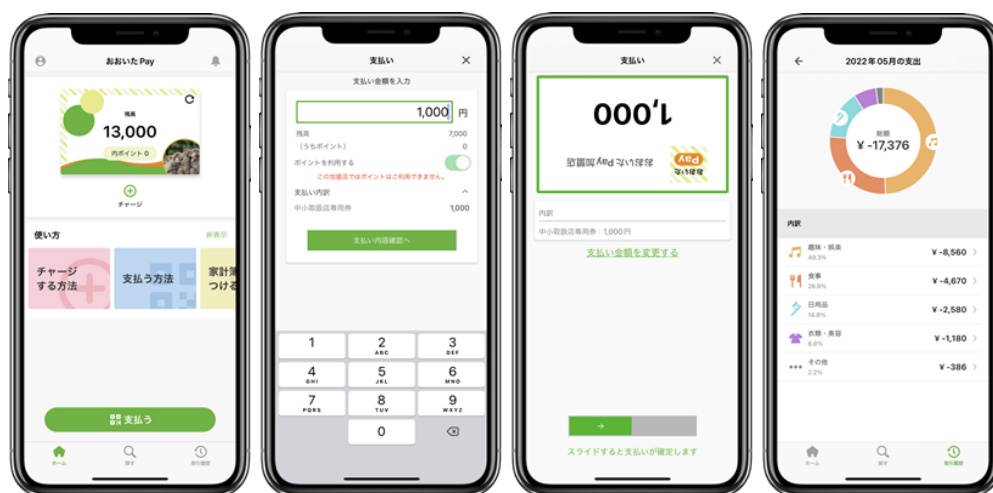 おおいた Pay
残高
13,000
内ポイント 0
チャージ
使い方
非表示
チャージ
する方法
支払う方法
家計簿
つける
支払う
ホーム
探す
取引履歴
支払い
×
支払い金額を入力
1,000 円
残高 7,000
（うちポイント） 0
ポイントを利用する
この加盟店ではポイントはご利用できません。
支払い内訳
中小取扱店専用券 1,000
支払い内容確認へ
1
2
ABC
3
DEF
4
GHI
5
JKL
6
MNO
7
PQRS
8
TUV
9
WXYZ
0
支払い
×
1,000
おおいた Pay 加盟店
おおいた
Pay
内訳
中小取扱店専用券：1,000円
支払い金額を変更する
スライドすると支払いが確定します
2022年05月の支出
総額
¥ -17,376
内訳
趣味・娯楽
49.3%
¥ -8,560
食事
26.9%
¥ -4,670
日用品
14.8%
¥ -2,580
衣類・美容
6.8%
¥ -1,180
その他
2.2%
¥ -386
ホーム
探す
取引履歴